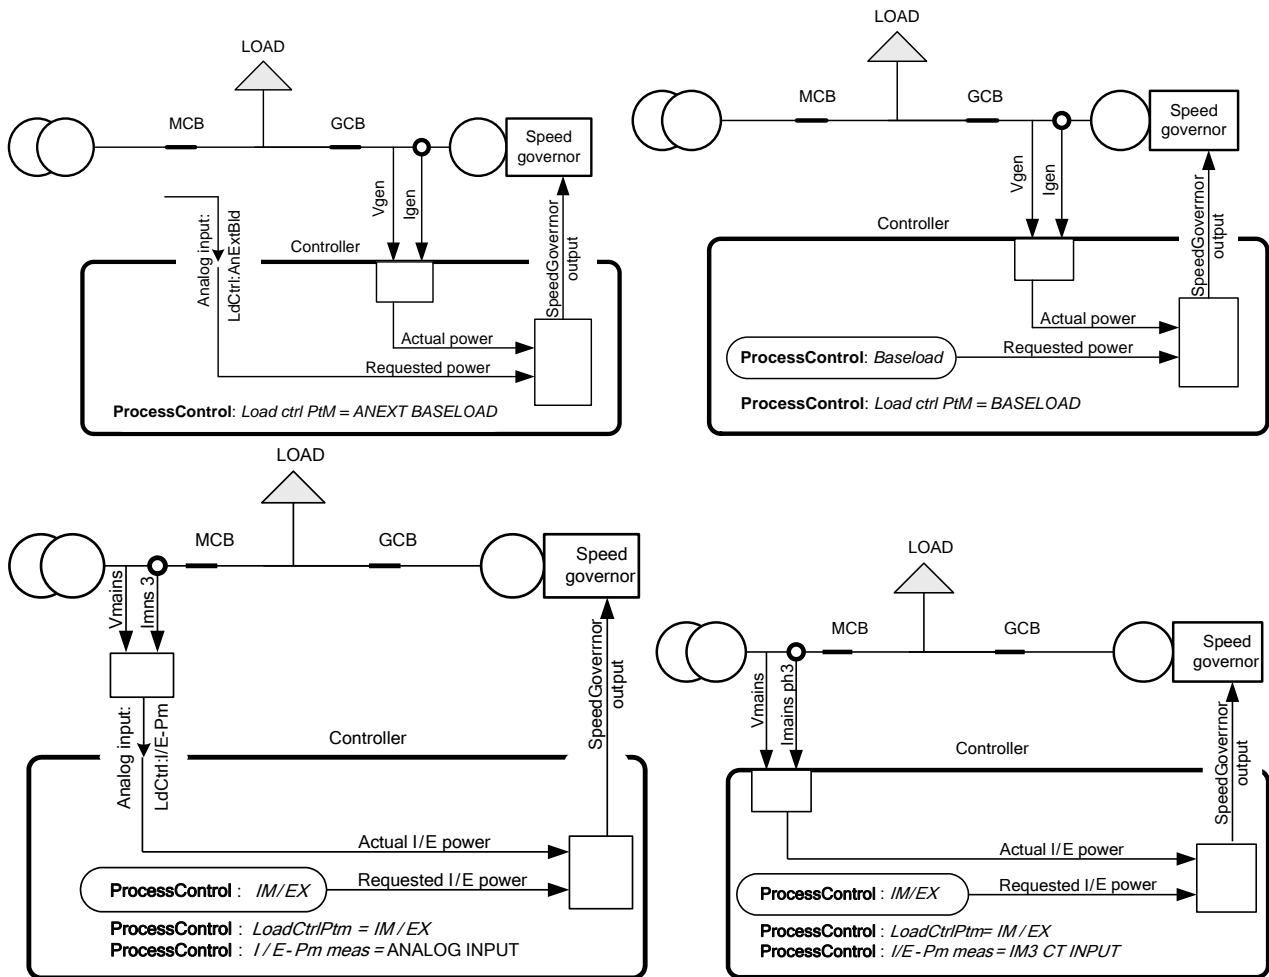 LOAD
MCB
GCB
Speed
governor
Vgen
Igen
Analog input:
LdCtrl:AnExtBld
Controller
SpeedGoverrnor
output
Actual power
Requested power
ProcessControl: Load ctrl PtM = ANEXT BASELOAD
LOAD
MCB
GCB
Speed
governor
Vgen
Igen
Controller
SpeedGoverrnor
output
Actual power
ProcessControl: Baseload
Requested power
ProcessControl: Load ctrl PtM = BASELOAD
LOAD
MCB
GCB
Speed
governor
Vmains
Imns 3
Analog input:
LdCtrl:I/E-Pm
Controller
SpeedGoverrnor
output
Actual I/E power
ProcessControl : IM/EX
Requested I/E power
ProcessControl : LoadCtrlPtm = IM / EX
ProcessControl : I / E - Pm meas = ANALOG INPUT
LOAD
MCB
GCB
Speed
governor
Vmains
Imains ph3
Controller
SpeedGoverrnor
output
Actual I/E power
ProcessControl : IM/EX
Requested I/E power
ProcessControl : LoadCtrlPtm= IM / EX
ProcessControl : I/E - Pm meas = IM3 CT INPUT